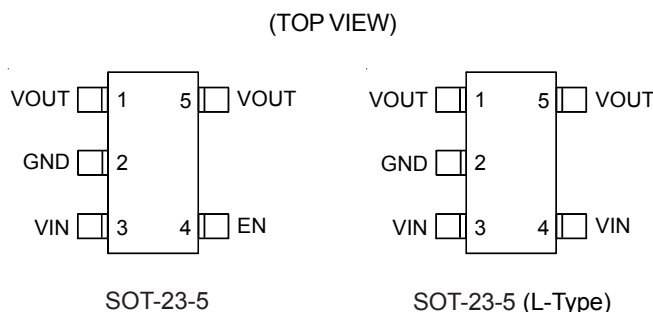 (TOP VIEW)
VOUT 1 5 VOUT
GND 2
VIN 3 4 EN
SOT-23-5
VOUT 1 5 VOUT
GND 2
VIN 3 4 VIN
SOT-23-5 (L-Type)